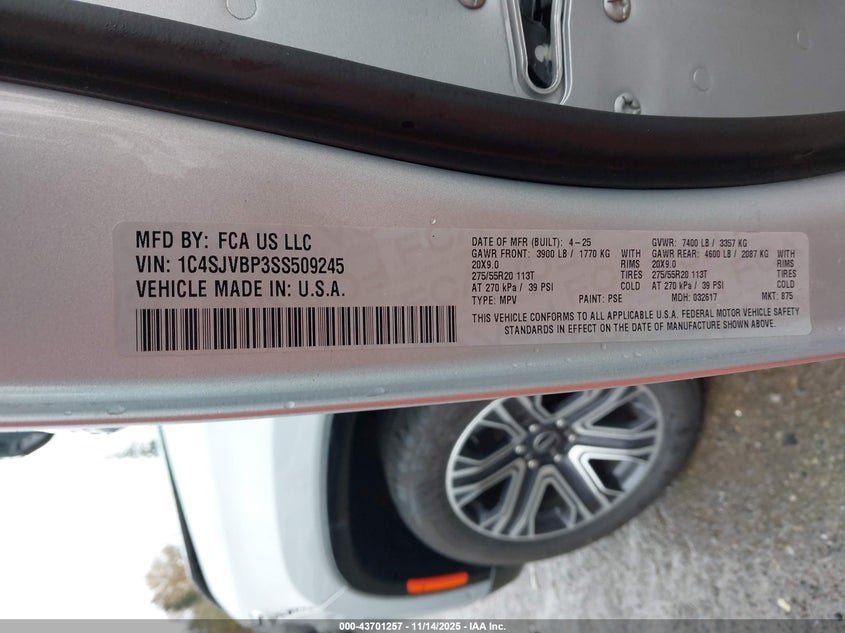 MFD BY: FCA US LLC
VIN: 1C4SJVBP3SS509245
VEHICLE MADE IN: U.S.A.
DATE OF MFR (BUILT): 4-25 GVWR: 7400 LB / 3357 KG
GAWR FRONT: 3900 LB / 1770 KG WITH GAWR REAR: 4600 LB / 2087 KG WITH
20X9.0 RIMS 20X9.0 RIMS
275/55R20 113T COLD 275/55R20 113T COLD
AT 270 kPa / 39 PSI AT 270 kPa / 39 PSI
TYPE: MPV PAINT: PSE MDH: 032617 MKT: 875
THIS VEHICLE CONFORMS TO ALL APPLICABLE U.S.A. FEDERAL MOTOR VEHICLE SAFETY
STANDARDS IN EFFECT ON THE DATE OF MANUFACTURE SHOWN ABOVE.
000-43701257 - 11/14/2025 - IAA Inc.